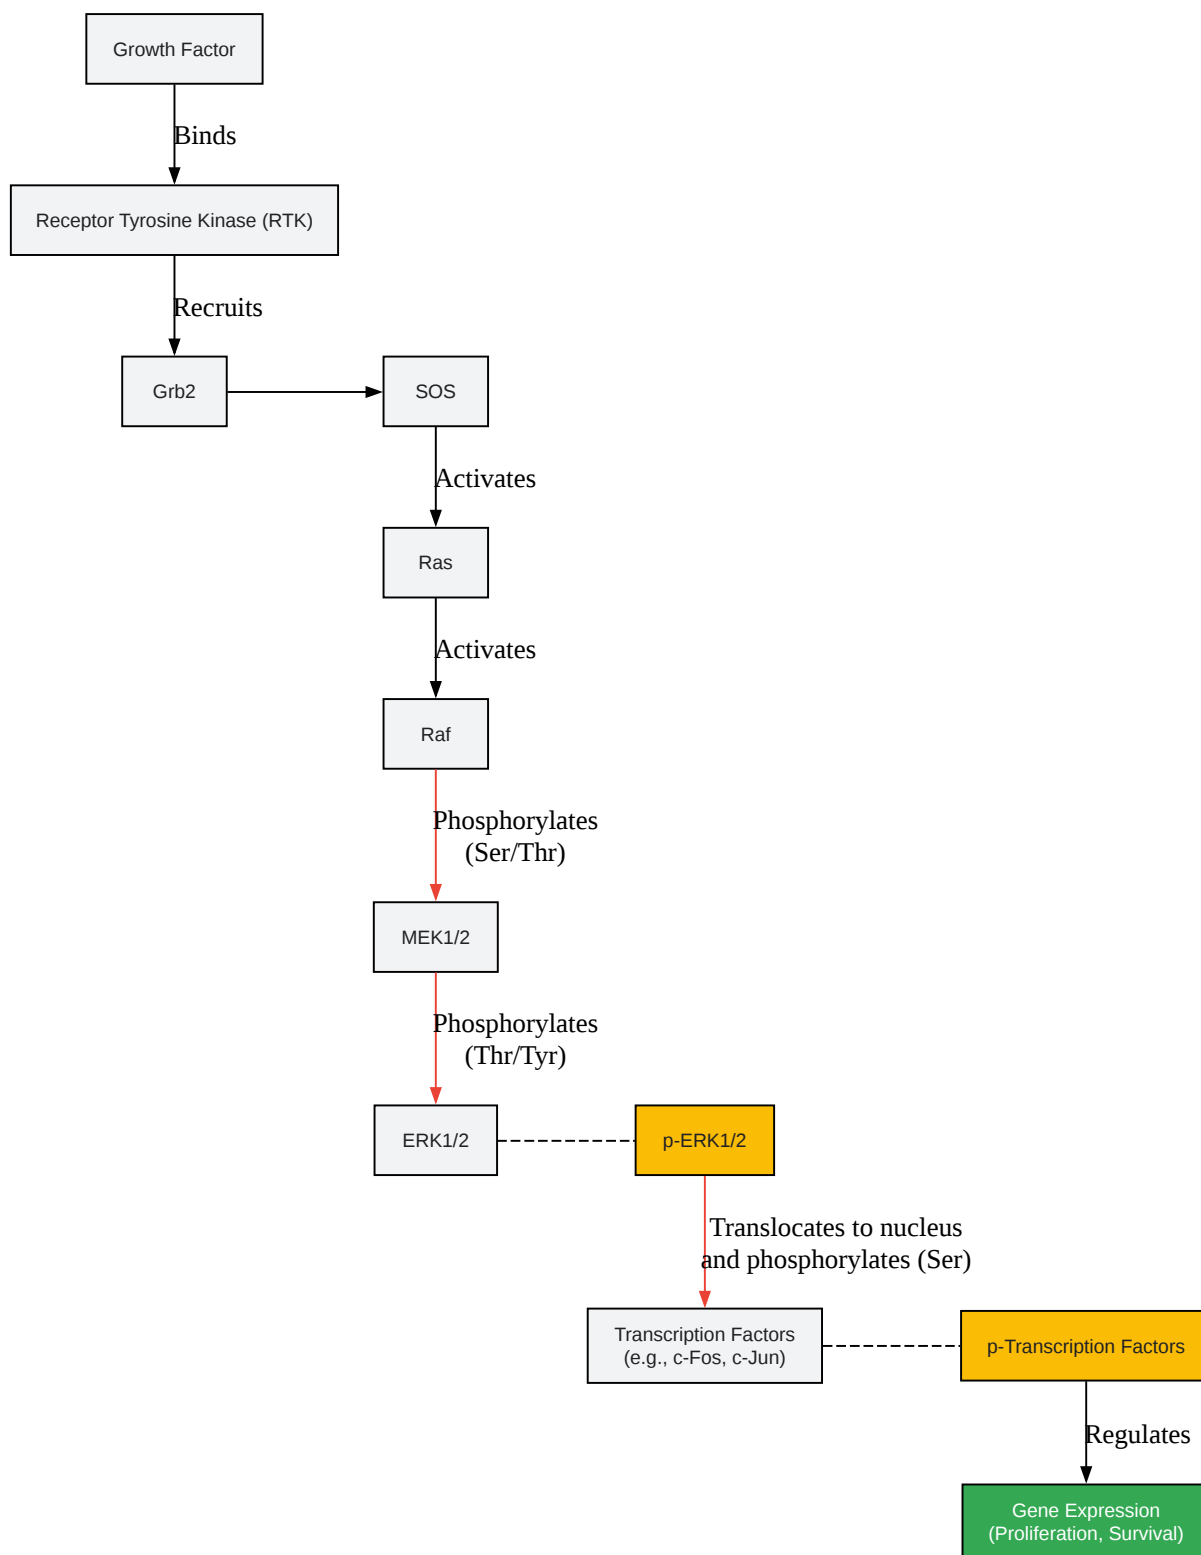 Growth Factor
Binds
Receptor Tyrosine Kinase (RTK)
Recruits
Grb2
SOS
Activates
Ras
Activates
Raf
Phosphorylates
(Ser/Thr)
MEK1/2
Phosphorylates
(Thr/Tyr)
ERK1/2
p-ERK1/2
Translocates to nucleus
and phosphorylates (Ser)
Transcription Factors
(e.g., c-Fos, c-Jun)
p-Transcription Factors
Regulates
Gene Expression
(Proliferation, Survival)